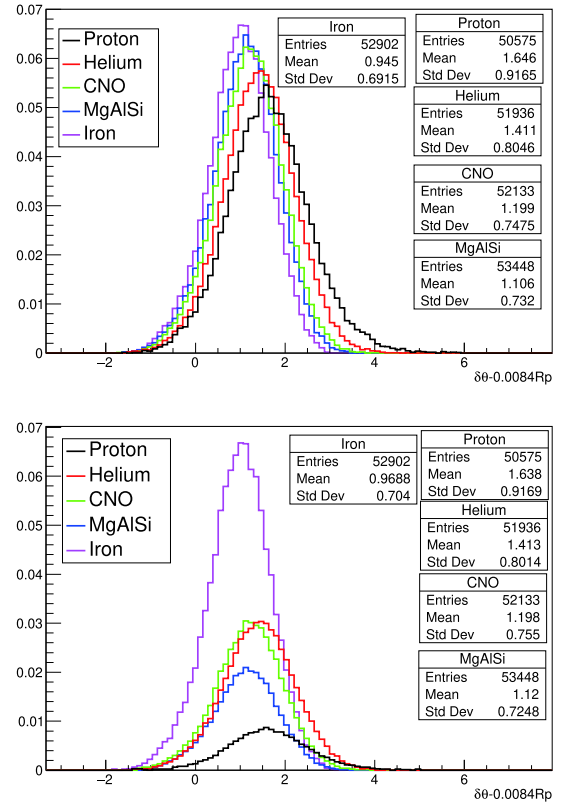 0.07
0.06
0.05
0.04
0.03
0.02
0.01
0
Proton
Helium
CNO
MgAlSi
Iron
Iron
Entries 52902
Mean 0.945
Std Dev 0.6915
Proton
Entries 50575
Mean 1.646
Std Dev 0.9165
Helium
Entries 51936
Mean 1.411
Std Dev 0.8046
CNO
Entries 52133
Mean 1.199
Std Dev 0.7475
MgAlSi
Entries 53448
Mean 1.106
Std Dev 0.732
−2 0 2 4 6
δθ-0.0084Rp
0.07
0.06
0.05
0.04
0.03
0.02
0.01
0
Proton
Helium
CNO
MgAlSi
Iron
Iron
Entries 52902
Mean 0.9688
Std Dev 0.704
Proton
Entries 50575
Mean 1.638
Std Dev 0.9169
Helium
Entries 51936
Mean 1.413
Std Dev 0.8014
CNO
Entries 52133
Mean 1.198
Std Dev 0.755
MgAlSi
Entries 53448
Mean 1.12
Std Dev 0.7248
−2 0 2 4 6
δθ-0.0084Rp